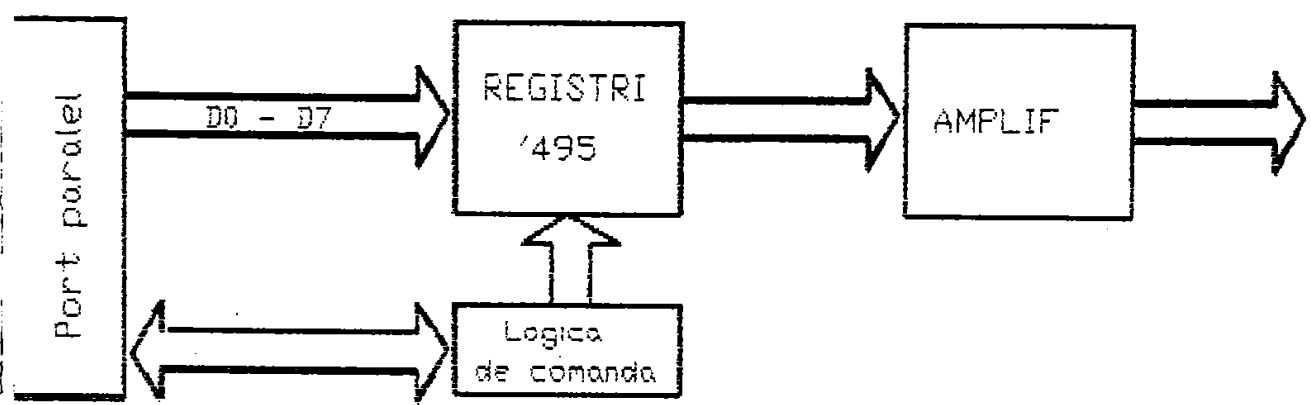 Port paralel
D0 - D7
REGISTRI
'495
AMPLIF
Logica
de comanda